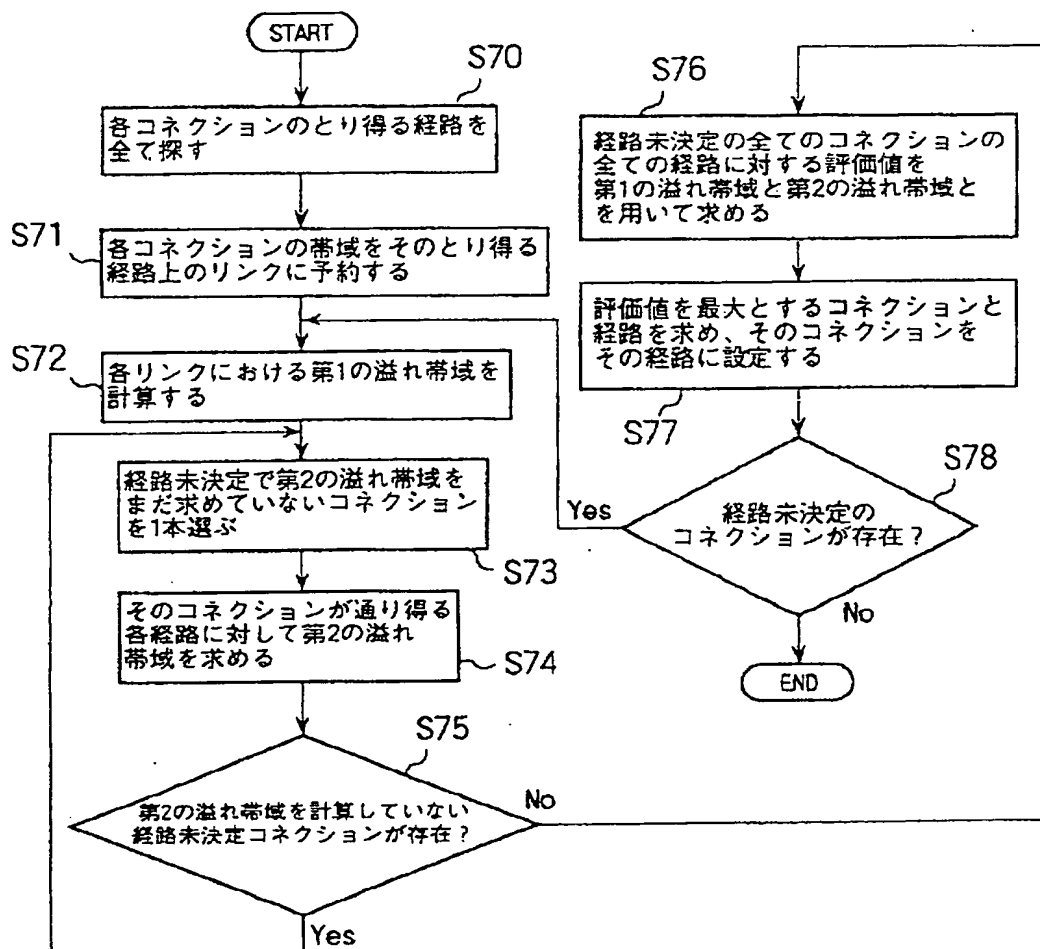 START
S70
各コネクションのとり得る経路を
全て探す
S71
各コネクションの帯域をそのとり得る
経路上のリンクに予約する
S72
各リンクにおける第1の溢れ帯域を
計算する
経路未決定で第2の溢れ帯域を
まだ求めていないコネクション
を1本選ぶ
S73
そのコネクションが通り得る
各経路に対して第2の溢れ
帯域を求める
S74
S75
第2の溢れ帯域を計算していない
経路未決定コネクションが存在?
No
Yes
S76
経路未決定の全てのコネクションの
全ての経路に対する評価値を
第1の溢れ帯域と第2の溢れ帯域と
を用いて求める
評価値を最大とするコネクションと
経路を求め、そのコネクションを
その経路に設定する
S77
S78
経路未決定の
コネクションが存在?
Yes
No
END